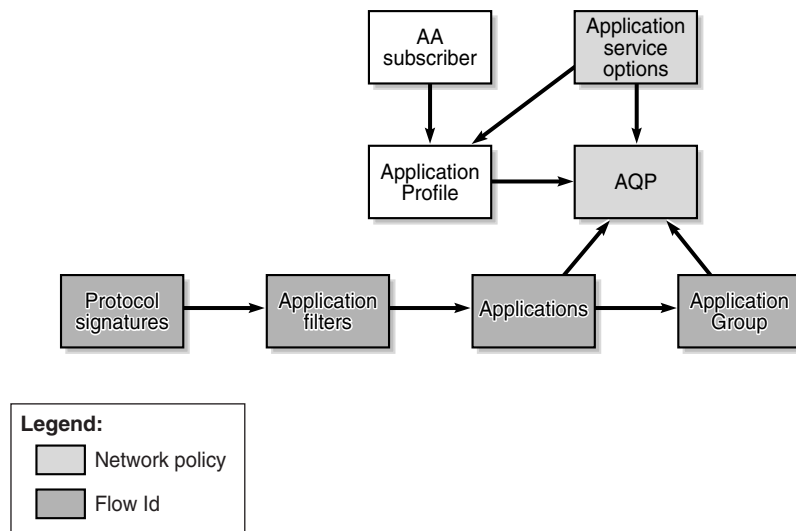 AA
subscriber
Application
service
options
Application
Profile
AQP
Protocol
signatures
Application
filters
Applications
Application
Group
Legend:
Network policy
Flow Id